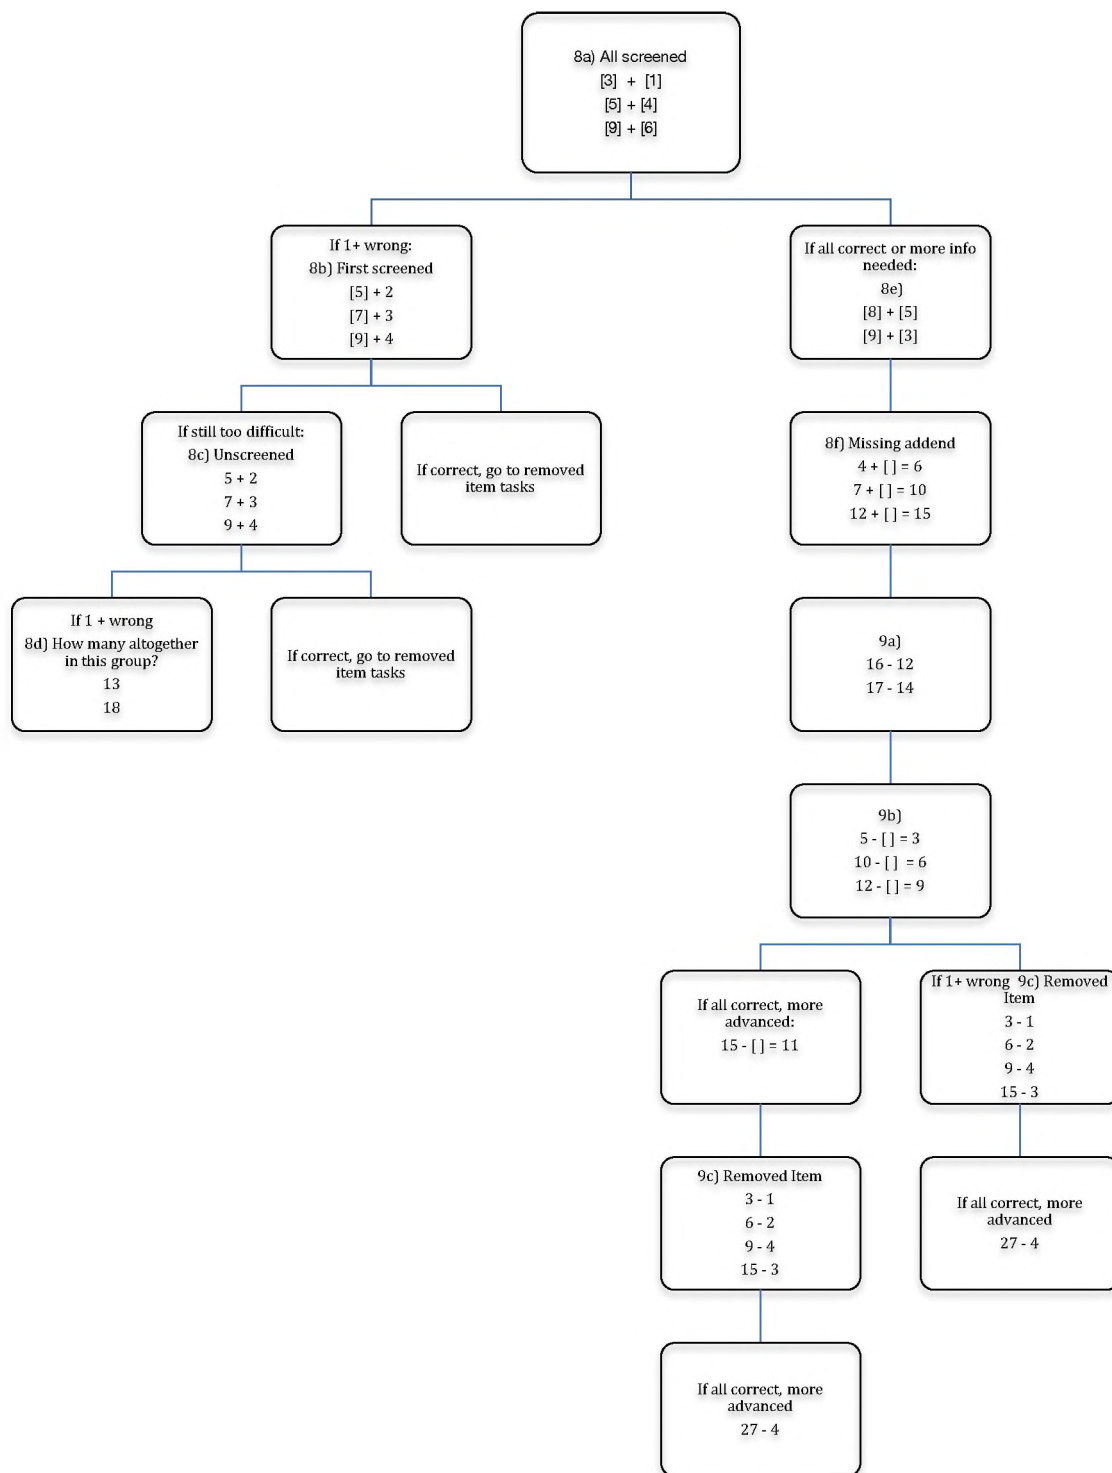 8a) All screened
[3] + [1]
[5] + [4]
[9] + [6]
If 1+ wrong:
8b) First screened
[5] + 2
[7] + 3
[9] + 4
If all correct or more info
needed:
8e)
[8] + [5]
[9] + [3]
If still too difficult:
8c) Unscreened
5 + 2
7 + 3
9 + 4
If correct, go to removed
item tasks
8f) Missing addend
4 + [ ] = 6
7 + [ ] = 10
12 + [ ] = 15
If 1 + wrong
8d) How many altogether
in this group?
13
18
If correct, go to removed
item tasks
9a)
16 - 12
17 - 14
9b)
5 - [ ] = 3
10 - [ ] = 6
12 - [ ] = 9
If all correct, more
advanced:
15 - [ ] = 11
If 1+ wrong 9c) Removed
Item
3 - 1
6 - 2
9 - 4
15 - 3
9c) Removed Item
3 - 1
6 - 2
9 - 4
15 - 3
If all correct, more
advanced
27 - 4
If all correct, more
advanced
27 - 4